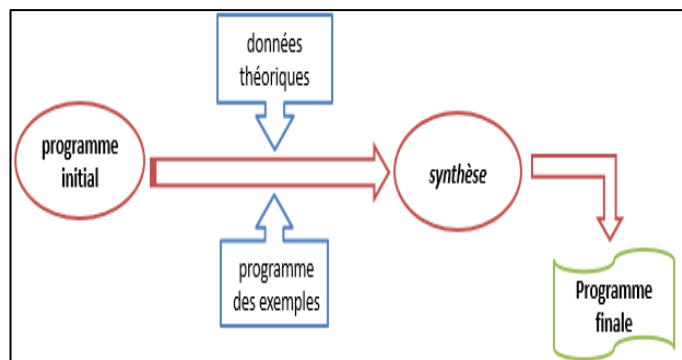 données
théoriques
programme
initial
synthèse
programme
des exemples
Programme
finale